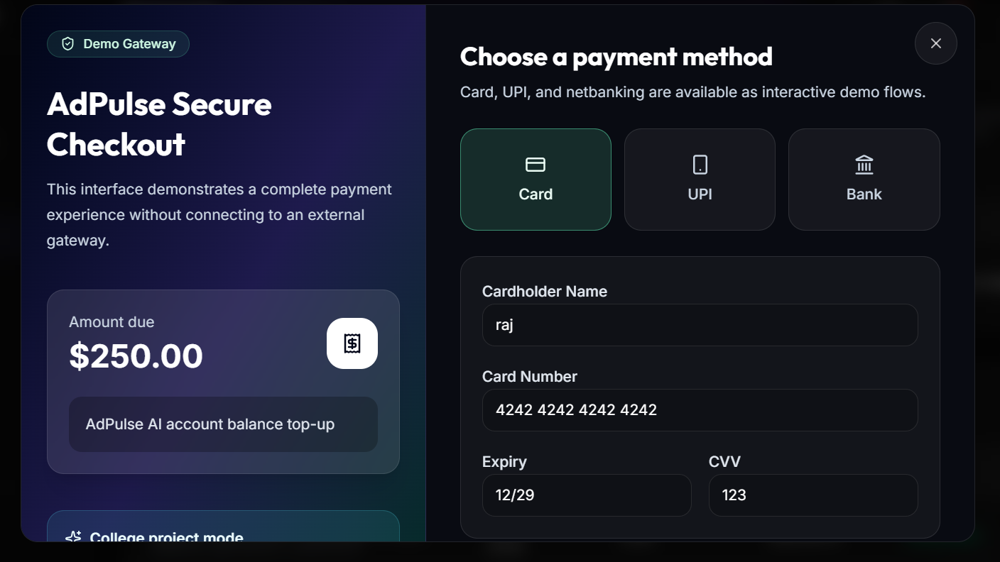 Demo Gateway
AdPulse Secure
Checkout
This interface demonstrates a complete payment
experience without connecting to an external
gateway.
Amount due
$250.00
AdPulse AI account balance top-up
College project mode
Choose a payment method
Card, UPI, and netbanking are available as interactive demo flows.
Card
UPI
Bank
Cardholder Name
raj
Card Number
4242 4242 4242 4242
Expiry
CVV
12/29
123